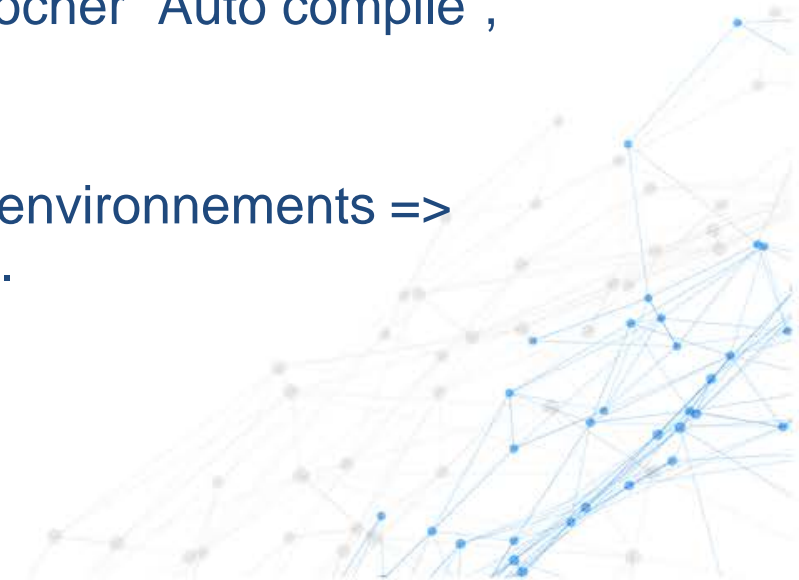 ocher "Auto compile",
environnements =>
.